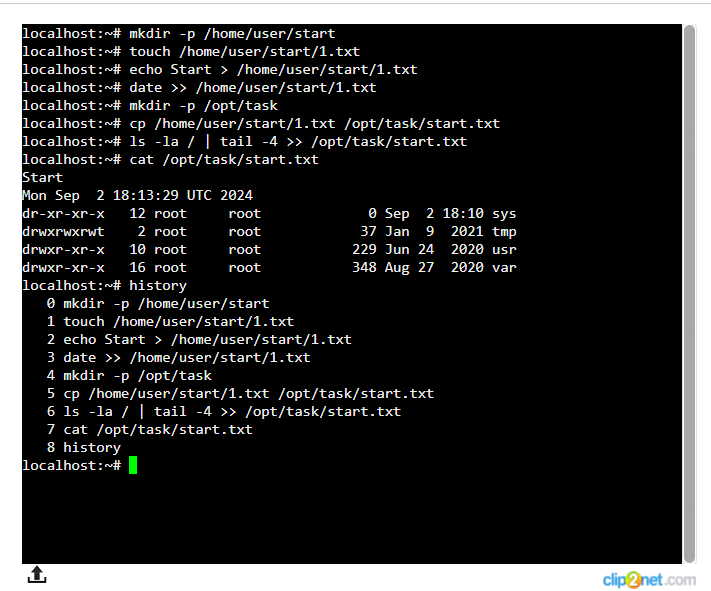 localhost:~# mkdir -p /home/user/start
localhost:~# touch /home/user/start/1.txt
localhost:~# echo Start > /home/user/start/1.txt
localhost:~# date >> /home/user/start/1.txt
localhost:~# mkdir -p /opt/task
localhost:~# cp /home/user/start/1.txt /opt/task/start.txt
localhost:~# ls -la / | tail -4 >> /opt/task/start.txt
localhost:~# cat /opt/task/start.txt
Start
Mon Sep  2 18:13:29 UTC 2024
dr-xr-xr-x   12 root     root             0 Sep  2 18:10 sys
drwxrwxrwt    2 root     root            37 Jan  9  2021 tmp
drwxr-xr-x   10 root     root           229 Jun 24  2020 usr
drwxr-xr-x   16 root     root           348 Aug 27  2020 var
localhost:~# history
   0 mkdir -p /home/user/start
   1 touch /home/user/start/1.txt
   2 echo Start > /home/user/start/1.txt
   3 date >> /home/user/start/1.txt
   4 mkdir -p /opt/task
   5 cp /home/user/start/1.txt /opt/task/start.txt
   6 ls -la / | tail -4 >> /opt/task/start.txt
   7 cat /opt/task/start.txt
   8 history
localhost:~#
clip2net.com